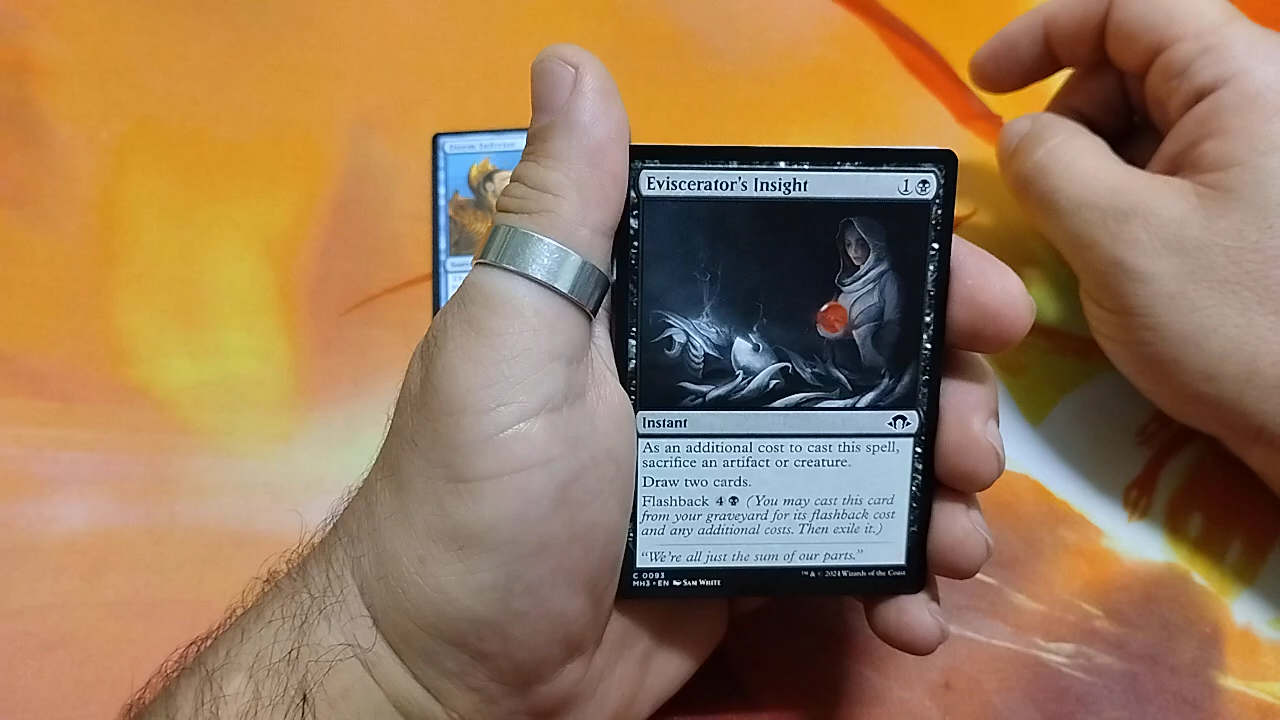 Eviscerator's Insight 1
Instant
As an additional cost to cast this spell,
sacrifice an artifact or creature.
Draw two cards.
Flashback 4 (You may cast this card
from your graveyard for its flashback cost
and any additional costs. Then exile it.)
"We're all just the sum of our parts."
C 0093
MH3 • EN SAM WHITE
™ & © 2024 Wizards of the Coast